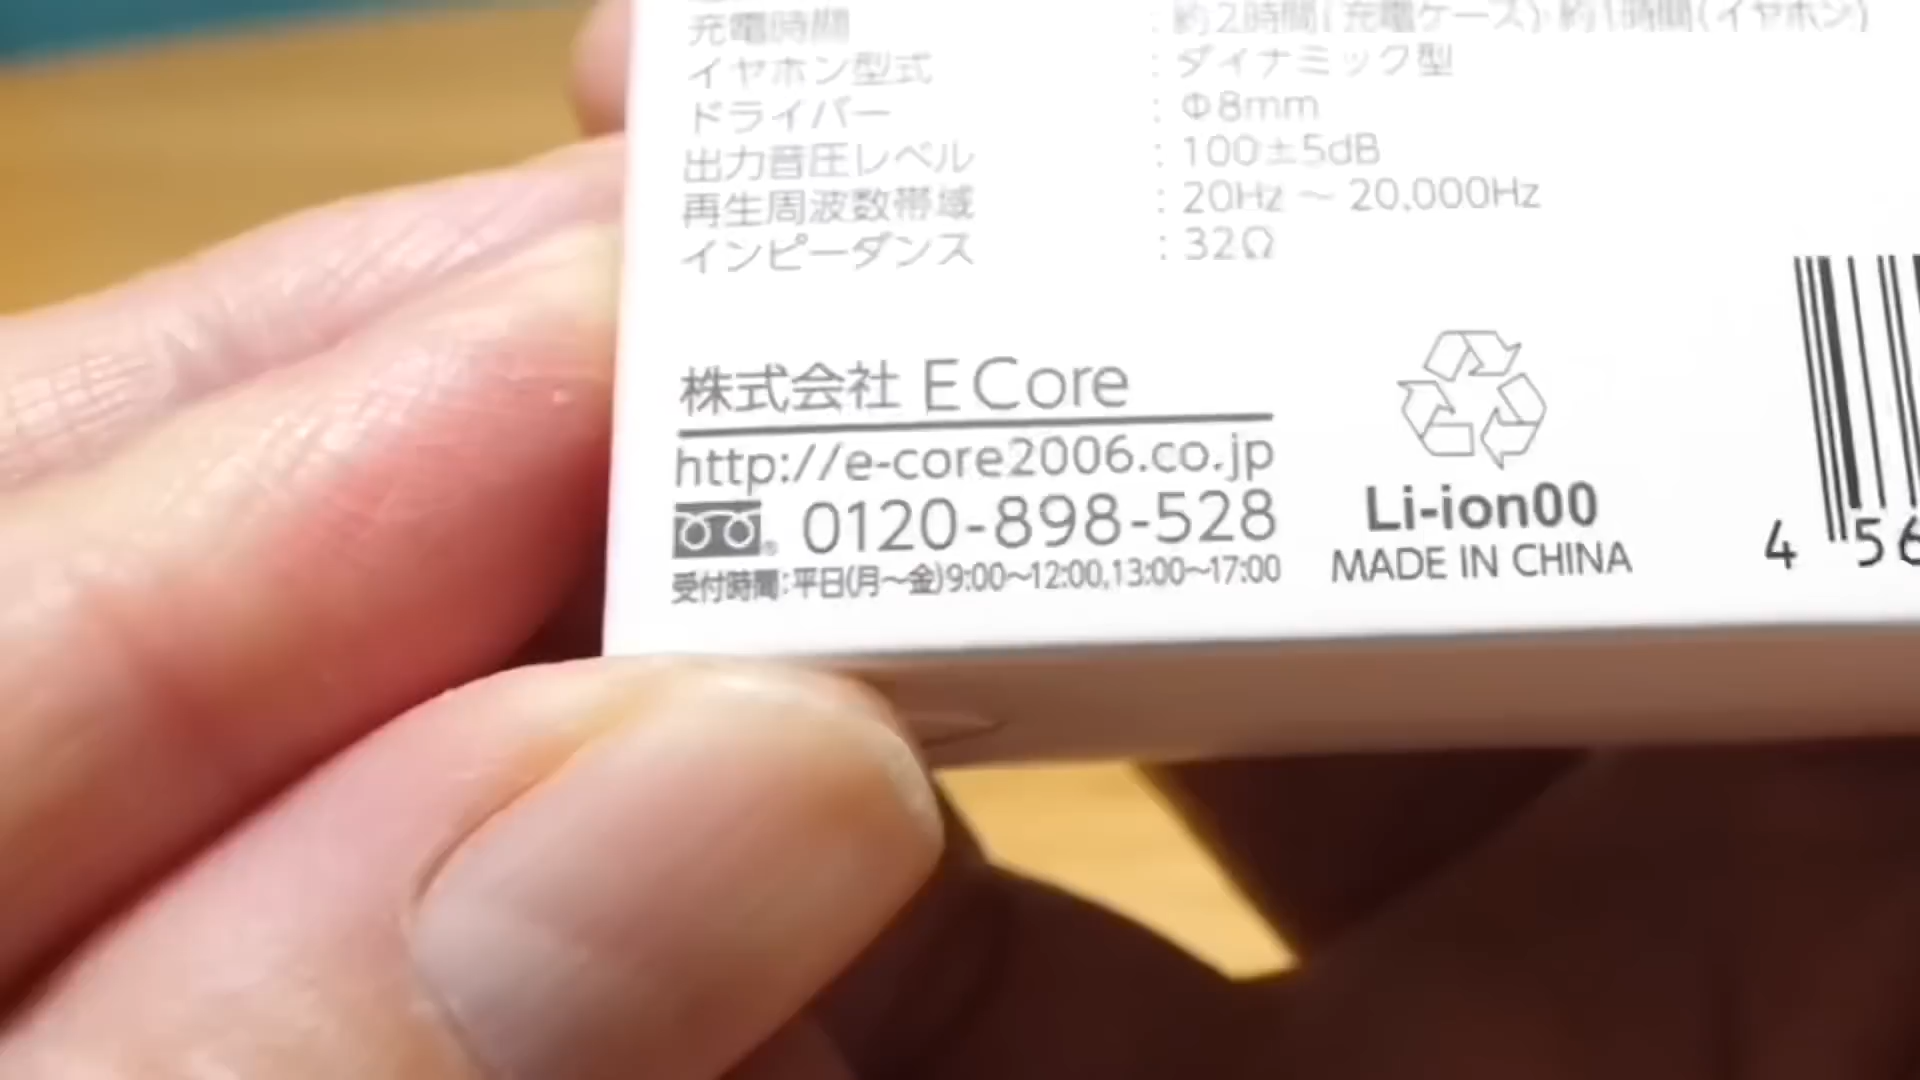 充電時間 : 約2時間(充電ケース) 約1時間(イヤホン)
イヤホン型式 : ダイナミック型
ドライバー : Φ8mm
出力音圧レベル : 100±5dB
再生周波数帯域 : 20Hz ～ 20,000Hz
インピーダンス : 32Ω
株式会社 E Core
http://e-core2006.co.jp
0120-898-528
受付時間:平日(月～金)9:00～12:00,13:00～17:00
Li-ion00
MADE IN CHINA
4 56